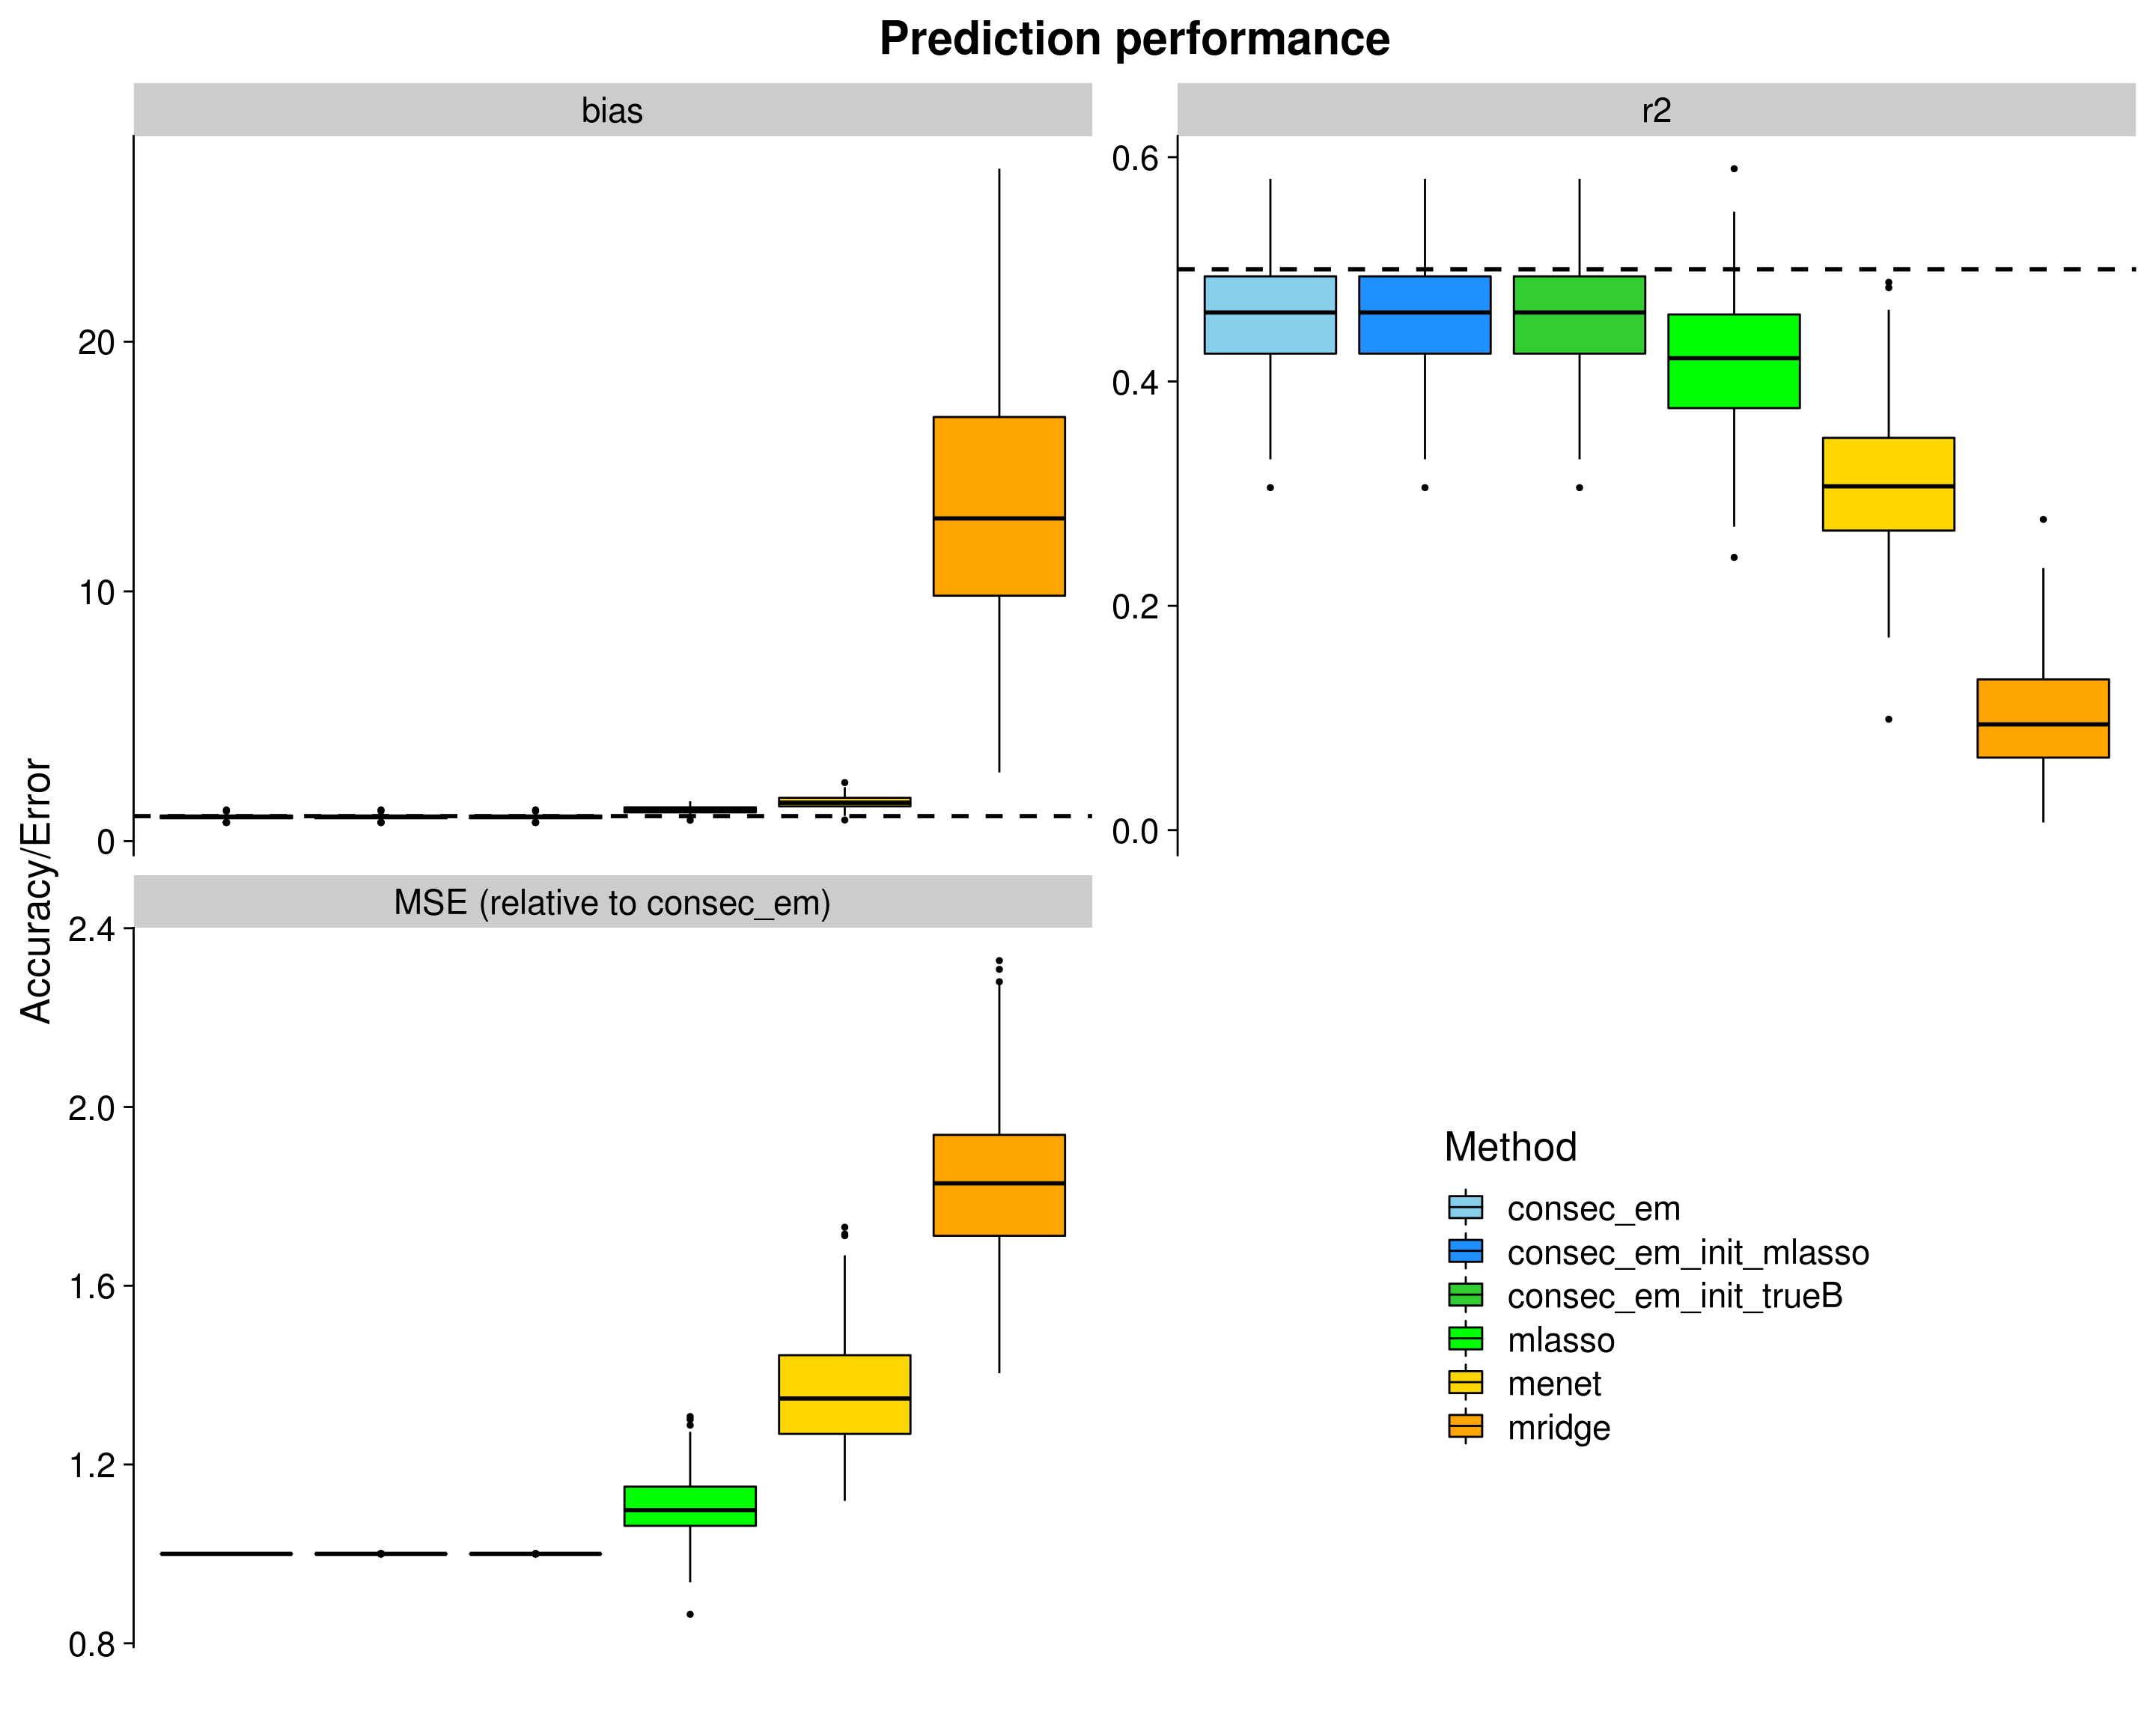 Prediction performance
bias
r2
20
10
0
0.6
0.4
0.2
0.0
Accuracy/Error
MSE (relative to consec_em)
2.4
2.0
1.6
1.2
0.8
Method
consec_em
consec_em_init_mlasso
consec_em_init_trueB
mlasso
menet
mridge